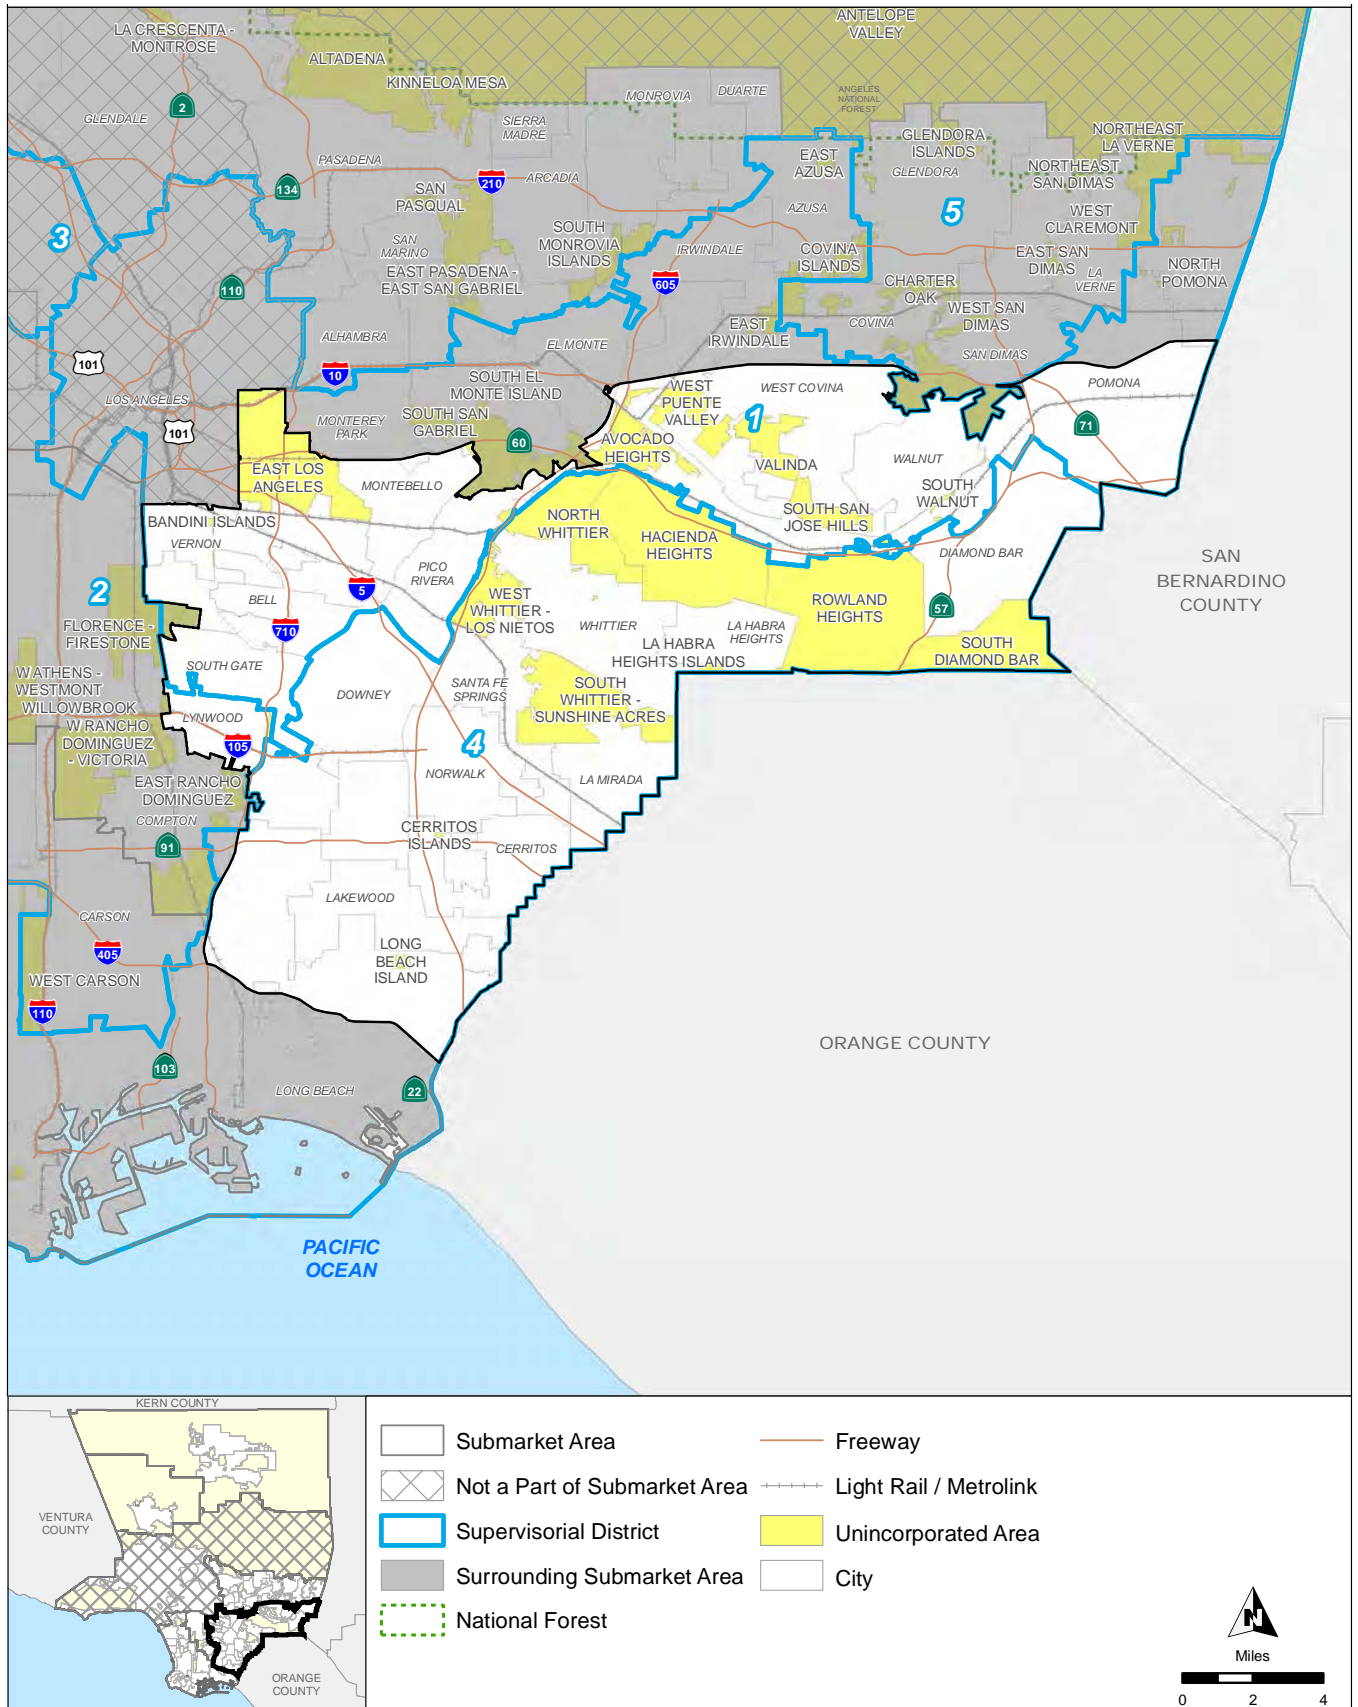 LA CRESCENTA -
MONTROSE
ANTELOPE
VALLEY
ALTADENA
KINNELOA MESA
MONROVIA
DUARTE
ANGELES
NATIONAL
FOREST
2
GLENDALE
SIERRA
MADRE
GLENDORA
ISLANDS
NORTHEAST
LA VERNE
PASADENA
134
210
ARCADIA
EAST
AZUSA
GLENDORA
NORTHEAST
SAN DIMAS
SAN
PASQUAL
3
AZUSA
5
WEST
CLAREMONT
SAN
MARINO
SOUTH
MONROVIA
ISLANDS
IRWINDALE
COVINA
ISLANDS
EAST SAN
DIMAS
LA
VERNE
NORTH
POMONA
EAST PASADENA -
EAST SAN GABRIEL
605
110
CHARTER
OAK
WEST SAN
DIMAS
ALHAMBRA
EL MONTE
EAST
IRWINDALE
COVINA
SAN DIMAS
101
10
SOUTH EL
MONTE ISLAND
WEST
PUENTE
VALLEY
WEST COVINA
POMONA
LOS ANGELES
101
MONTEREY
PARK
SOUTH SAN
GABRIEL
60
1
71
AVOCADO
HEIGHTS
VALINDA
WALNUT
EAST LOS
ANGELES
MONTEBELLO
SOUTH
WALNUT
BANDINI ISLANDS
SOUTH SAN
JOSE HILLS
NORTH
WHITTIER
HACIENDA
HEIGHTS
VERNON
DIAMOND BAR
SAN
BERNARDINO
COUNTY
PICO
RIVERA
5
2
BELL
WEST
WHITTIER -
LOS NIETOS
ROWLAND
HEIGHTS
57
FLORENCE -
FIRESTONE
710
WHITTIER
LA HABRA
HEIGHTS
LA HABRA
HEIGHTS ISLANDS
SOUTH
DIAMOND BAR
SOUTH GATE
W ATHENS -
WESTMONT
WILLOWBROOK
DOWNEY
SANTA FE
SPRINGS
SOUTH
WHITTIER -
SUNSHINE ACRES
LYNWOOD
W RANCHO
DOMINGUEZ
- VICTORIA
105
4
NORWALK
LA MIRADA
EAST RANCHO
DOMINGUEZ
COMPTON
CERRITOS
ISLANDS
CERRITOS
91
LAKEWOOD
CARSON
405
LONG
BEACH
ISLAND
WEST CARSON
110
ORANGE COUNTY
103
LONG BEACH
22
PACIFIC
OCEAN
KERN COUNTY
VENTURA
COUNTY
ORANGE
COUNTY
Submarket Area
Not a Part of Submarket Area
Supervisorial District
Surrounding Submarket Area
National Forest
Freeway
Light Rail / Metrolink
Unincorporated Area
City
N
Miles
0 2 4